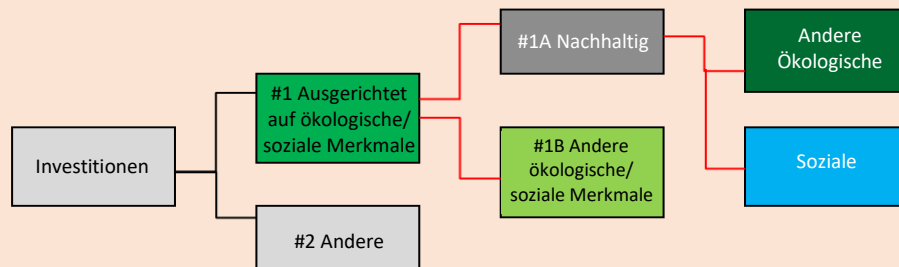 Investitionen
#1 Ausgerichtet
auf ökologische/
soziale Merkmale
#2 Andere
#1A Nachhaltig
#1B Andere
ökologische/
soziale Merkmale
Andere
Ökologische
Soziale